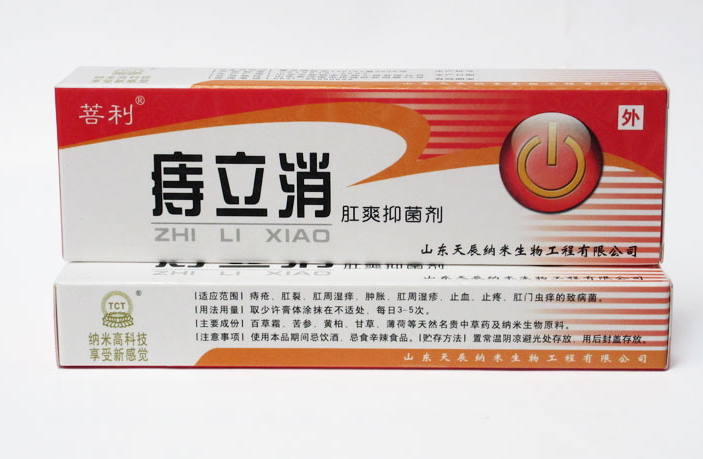 菩利®
外
痔立消
肛爽抑菌剂
ZHI LI XIAO
山东天辰纳米生物工程有限公司
TCT
®
纳米高科技
享受新感觉
[适应范围] 痔疮、肛裂、肛周湿痒、肿胀、肛周湿疹、止血、止疼、肛门虫痒的致病菌。
[用法用量] 取少许膏体涂抹在不适处、每日3-5次。
[主要成份] 百草霜、苦参、黄柏、甘草、薄荷等天然名贵中草药及纳米生物原料。
[注意事项] 使用本品期间忌饮酒、忌食辛辣食品。[贮存方法] 置常温阴凉避光处存放、用后封盖存放。
山东天辰纳米生物工程有限公司